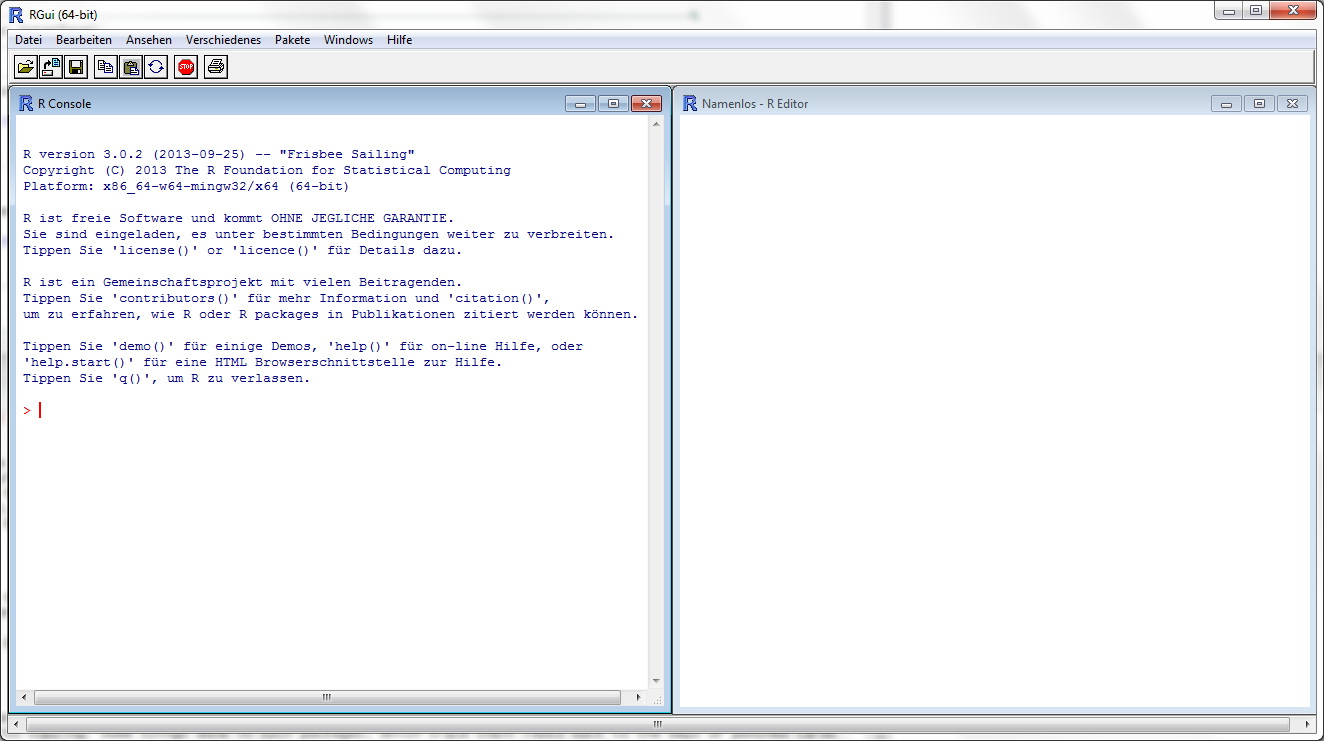 RGui (64-bit)
Datei Bearbeiten Ansehen Verschiedenes Pakete Windows Hilfe
STOP
R Console
R version 3.0.2 (2013-09-25) -- "Frisbee Sailing"
Copyright (C) 2013 The R Foundation for Statistical Computing
Platform: x86_64-w64-mingw32/x64 (64-bit)
R ist freie Software und kommt OHNE JEGLICHE GARANTIE.
Sie sind eingeladen, es unter bestimmten Bedingungen weiter zu verbreiten.
Tippen Sie 'license()' or 'licence()' für Details dazu.
R ist ein Gemeinschaftsprojekt mit vielen Beitragenden.
Tippen Sie 'contributors()' für mehr Information und 'citation()',
um zu erfahren, wie R oder R packages in Publikationen zitiert werden können.
Tippen Sie 'demo()' für einige Demos, 'help()' für on-line Hilfe, oder
'help.start()' für eine HTML Browserschnittstelle zur Hilfe.
Tippen Sie 'q()', um R zu verlassen.
>
Namenlos - R Editor